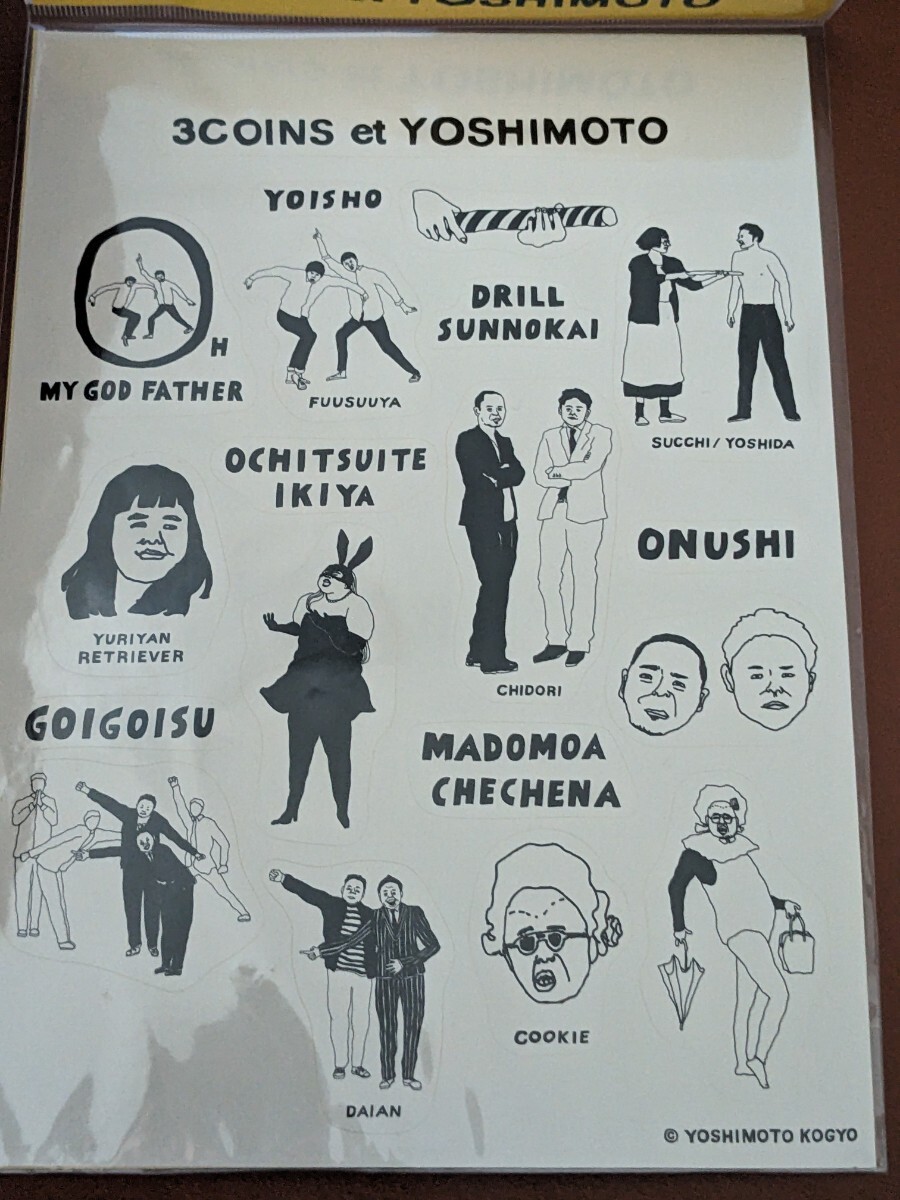 YOSHIMOTO
3COINS et YOSHIMOTO
YOISHO
H
MY GOD FATHER
FUUSUUYA
DRILL
SUNNOKAI
SUCCHI / YOSHIDA
OCHITSUITE
IKIYA
YURIYAN
RETRIEVER
CHIDORI
ONUSHI
GOIGOISU
MADOMOA
CHECHENA
COOKIE
DAIAN
© YOSHIMOTO KOGYO